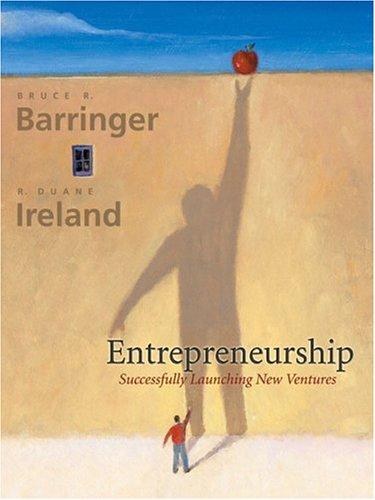 BRUCE R.
Barringer
R. DUANE
Ireland
Entrepreneurship
Successfully Launching New Ventures